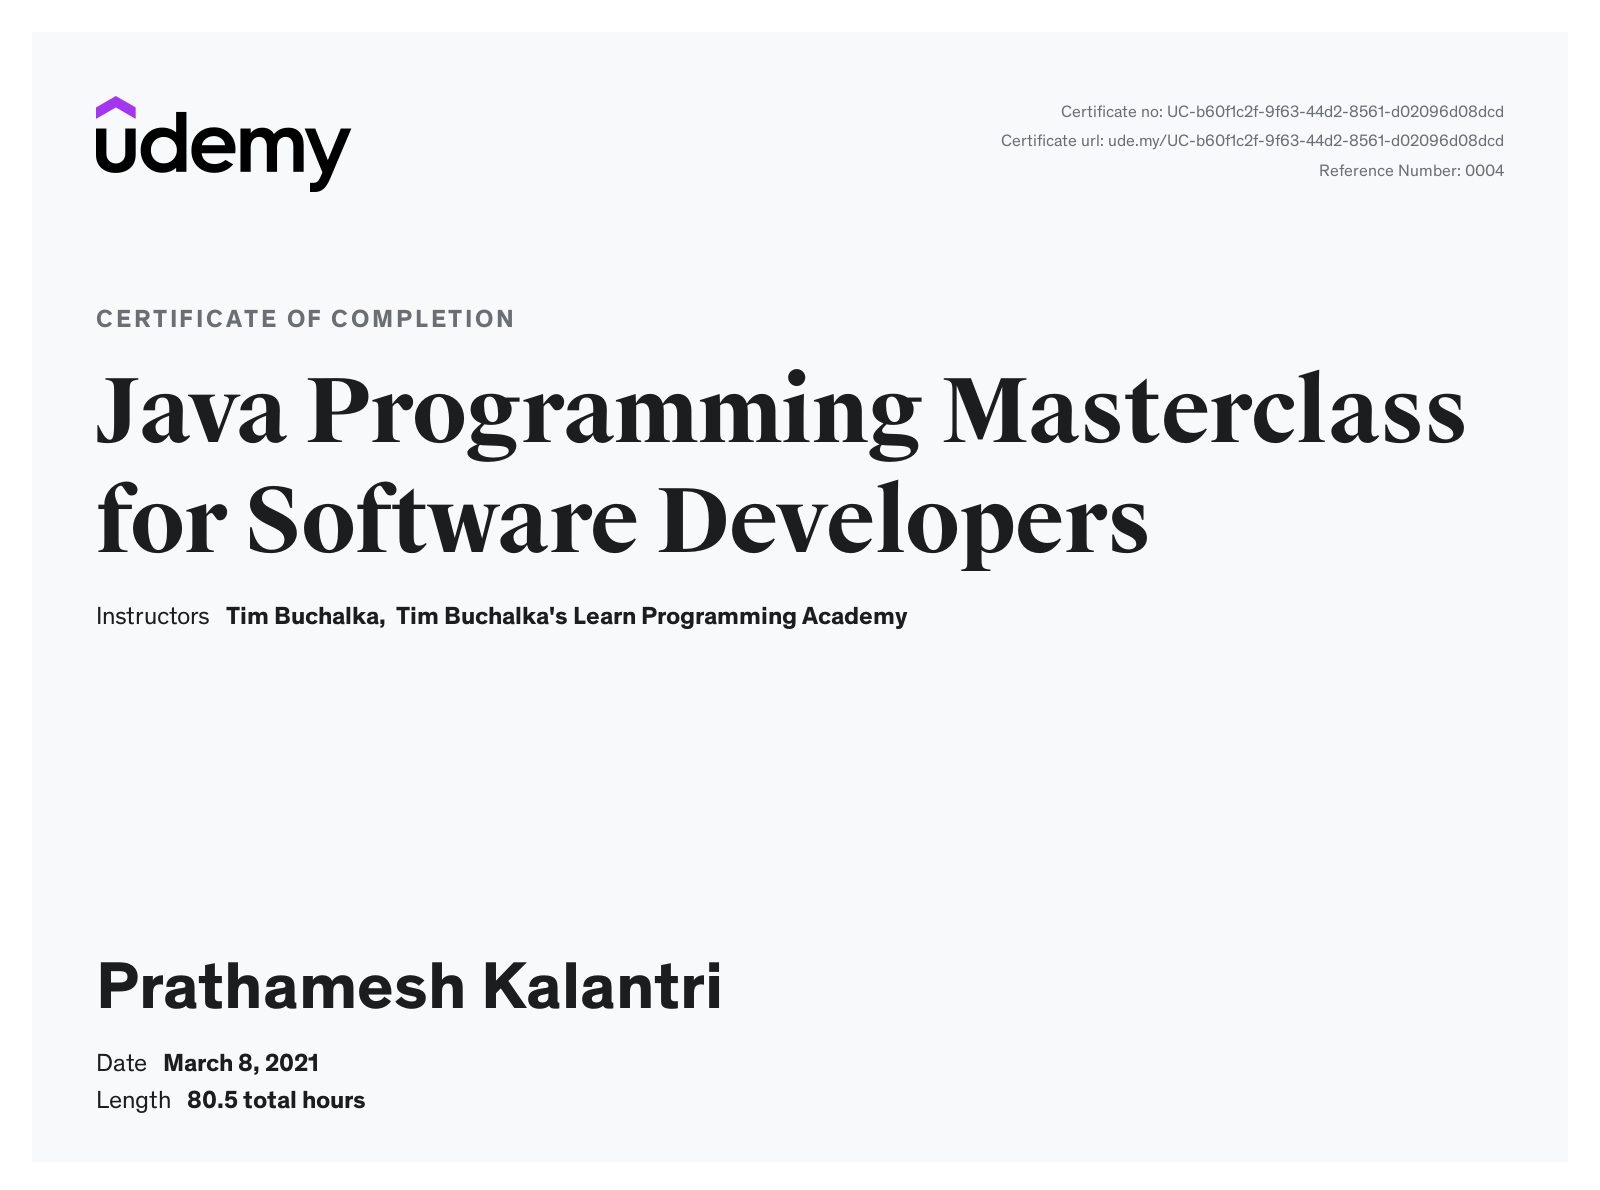 udemy
Certificate no: UC-b60f1c2f-9f63-44d2-8561-d02096d08dcd
Certificate url: ude.my/UC-b60f1c2f-9f63-44d2-8561-d02096d08dcd
Reference Number: 0004
CERTIFICATE OF COMPLETION
Java Programming Masterclass
for Software Developers
Instructors Tim Buchalka, Tim Buchalka's Learn Programming Academy
Prathamesh Kalantri
Date March 8, 2021
Length 80.5 total hours